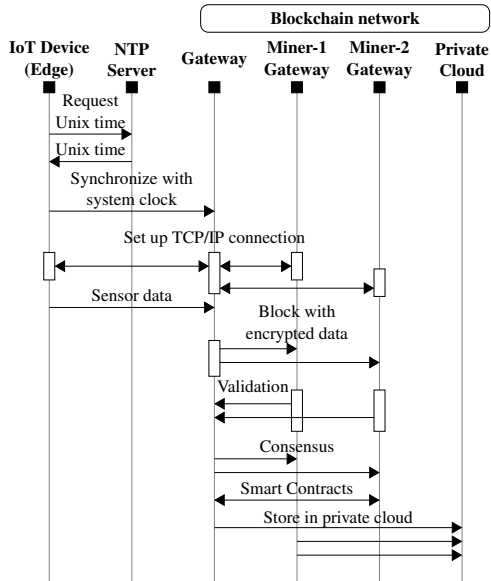 Blockchain network
IoT Device
(Edge)
NTP
Server
Gateway
Miner-1
Gateway
Miner-2
Gateway
Private
Cloud
Request
Unix time
Unix time
Synchronize with
system clock
Set up TCP/IP connection
Sensor data
Block with
encrypted data
Validation
Consensus
Smart Contracts
Store in private cloud